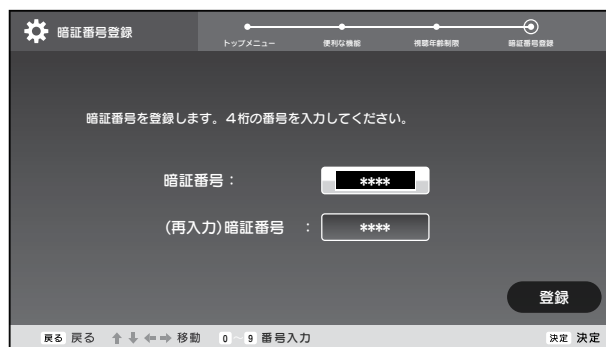 暗証番号登録
トップメニュー 便利な機能 視聴年齢制限 暗証番号登録
暗証番号を登録します。4桁の番号を入力してください。
暗証番号： ****
(再入力)暗証番号 ： ****
登録
戻る 戻る 移動 0 9 番号入力 決定 決定